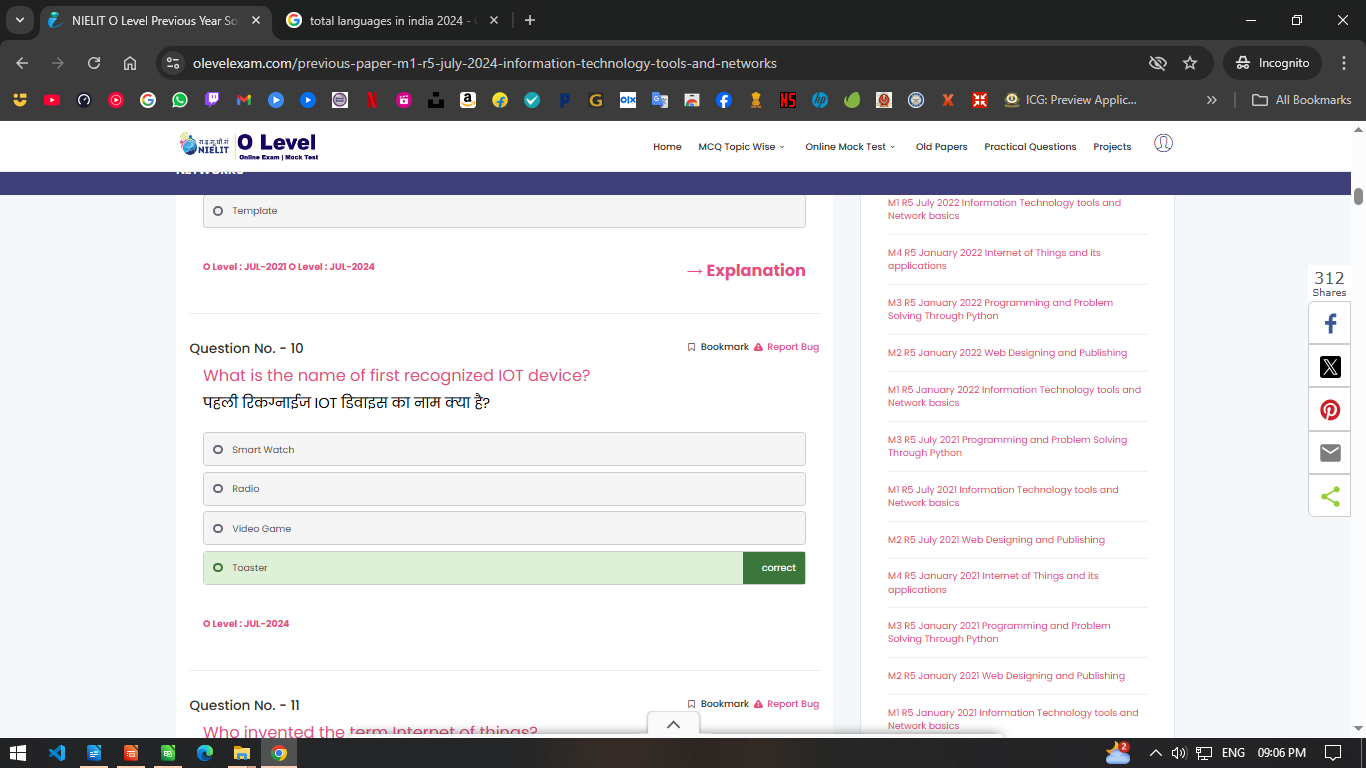 NIELIT O Level Previous Year So
total languages in india 2024 -
olevelexam.com/previous-paper-m1-r5-july-2024-information-technology-tools-and-networks
Incognito
ICG: Preview Applic...
All Bookmarks
NIELIT
O Level
Online Exam | Mock Test
Home
MCQ Topic Wise
Online Mock Test
Old Papers
Practical Questions
Projects
NETWORKS
Template
O Level : JUL-2021 O Level : JUL-2024
→ Explanation
Question No. - 10
Bookmark
Report Bug
What is the name of first recognized IOT device?
पहली रिकग्नाईज IOT डिवाइस का नाम क्या है?
Smart Watch
Radio
Video Game
Toaster
correct
O Level : JUL-2024
Question No. - 11
Bookmark
Report Bug
Who invented the term Internet of things?
M1 R5 July 2022 Information Technology tools and
Network basics
M4 R5 January 2022 Internet of Things and its
applications
M3 R5 January 2022 Programming and Problem
Solving Through Python
M2 R5 January 2022 Web Designing and Publishing
M1 R5 January 2022 Information Technology tools and
Network basics
M3 R5 July 2021 Programming and Problem Solving
Through Python
M1 R5 July 2021 Information Technology tools and
Network basics
M2 R5 July 2021 Web Designing and Publishing
M4 R5 January 2021 Internet of Things and its
applications
M3 R5 January 2021 Programming and Problem
Solving Through Python
M2 R5 January 2021 Web Designing and Publishing
M1 R5 January 2021 Information Technology tools and
Network basics
312
Shares
2
ENG
09:06 PM